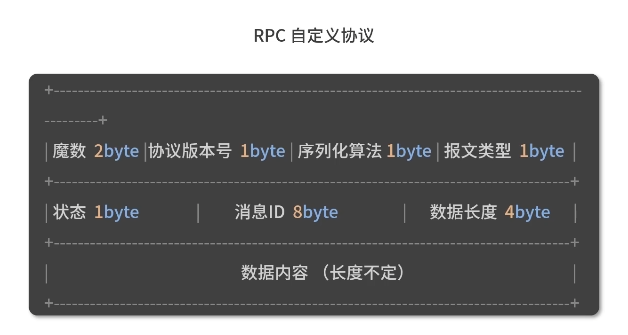 RPC 自定义协议
+---------------------------------------------------------------------------
---------+
| 魔数 2byte |协议版本号 1byte | 序列化算法 1byte | 报文类型 1byte |
+---------------------------------------------------------------------------+
| 状态 1byte | 消息ID 8byte | 数据长度 4byte |
+---------------------------------------------------------------------------+
| 数据内容 （长度不定） |
+---------------------------------------------------------------------------+